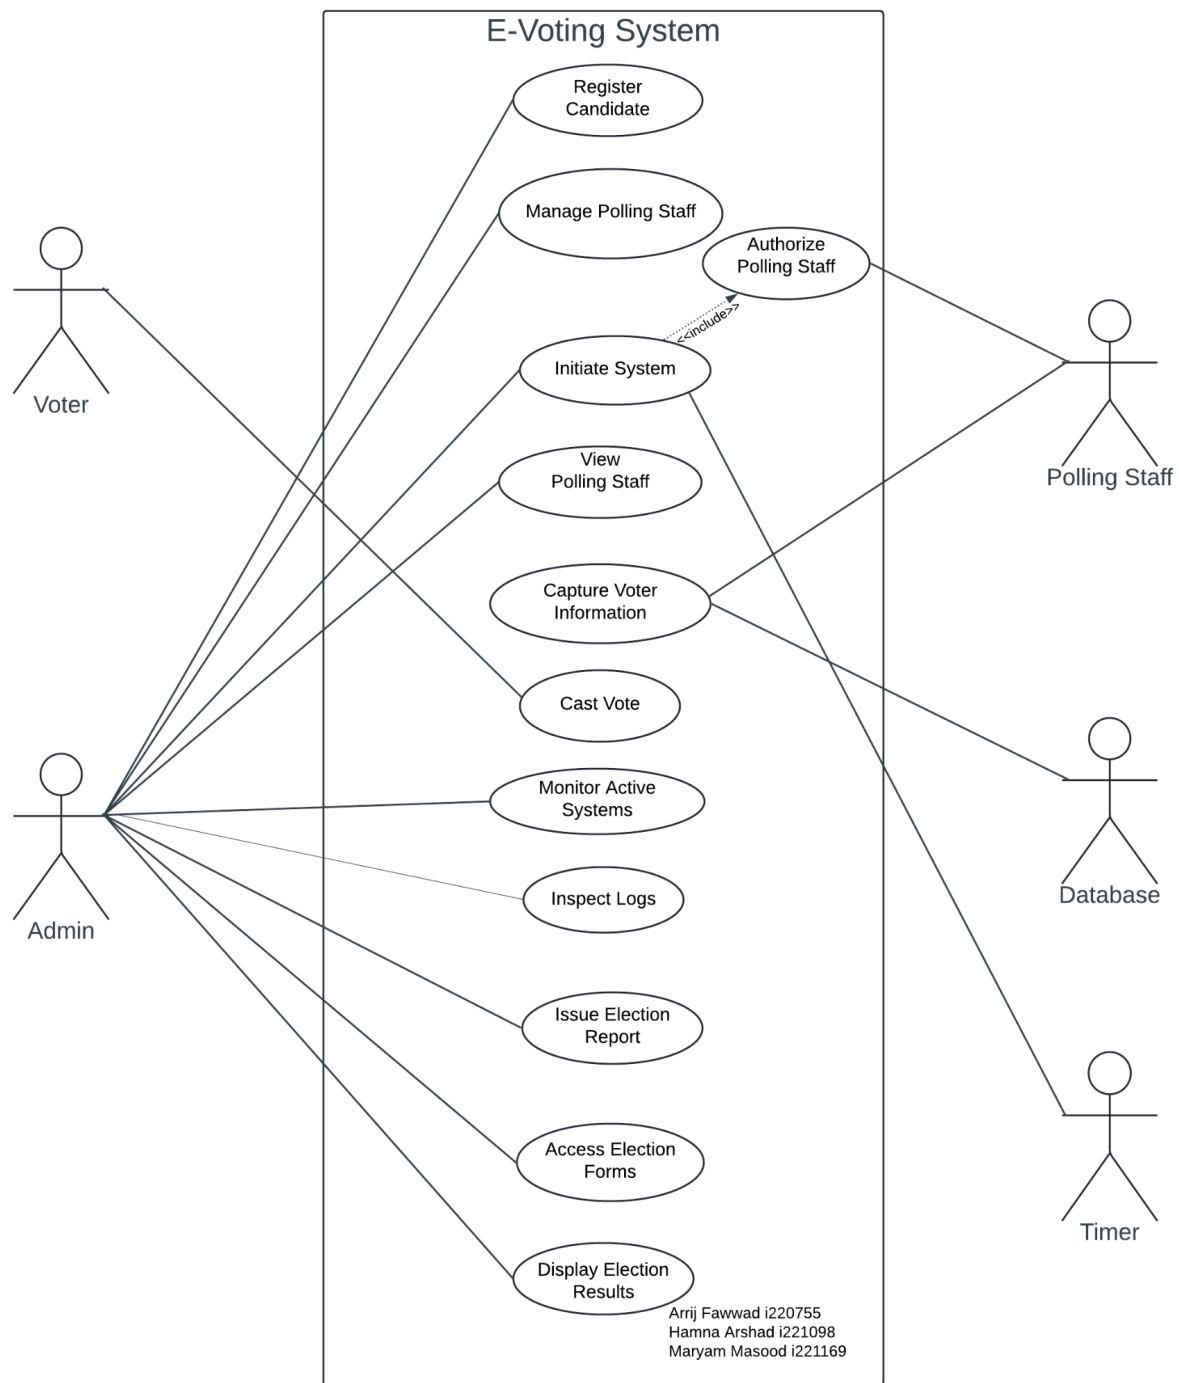 E-Voting System
Register
Candidate
Manage Polling Staff
Authorize
Polling Staff
<<include>>
Initiate System
Voter
View
Polling Staff
Polling Staff
Capture Voter
Information
Cast Vote
Monitor Active
Systems
Inspect Logs
Database
Admin
Issue Election
Report
Access Election
Forms
Timer
Display Election
Results
Arrij Fawwad i220755
Hamna Arshad i221098
Maryam Masood i221169